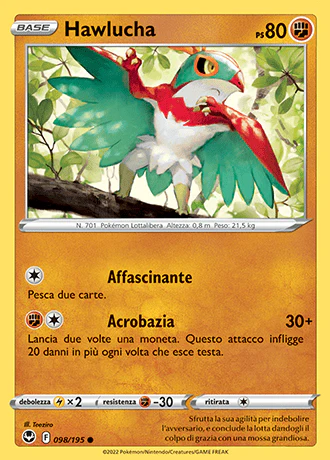 BASE Hawlucha PS80
N. 701 Pokémon Lottalibera Altezza: 0,8 m Peso: 21,5 kg
Affascinante
Pesca due carte.
Acrobazia 30+
Lancia due volte una moneta. Questo attacco infligge
20 danni in più ogni volta che esce testa.
debolezza ×2 resistenza -30 ritirata
Ill. Teeziro
Sfrutta la sua agilità per indebolire
l'avversario, e conclude la lotta dandogli il
colpo di grazia con una mossa grandiosa.
F 098/195
©2022 Pokémon/Nintendo/Creatures/GAME FREAK